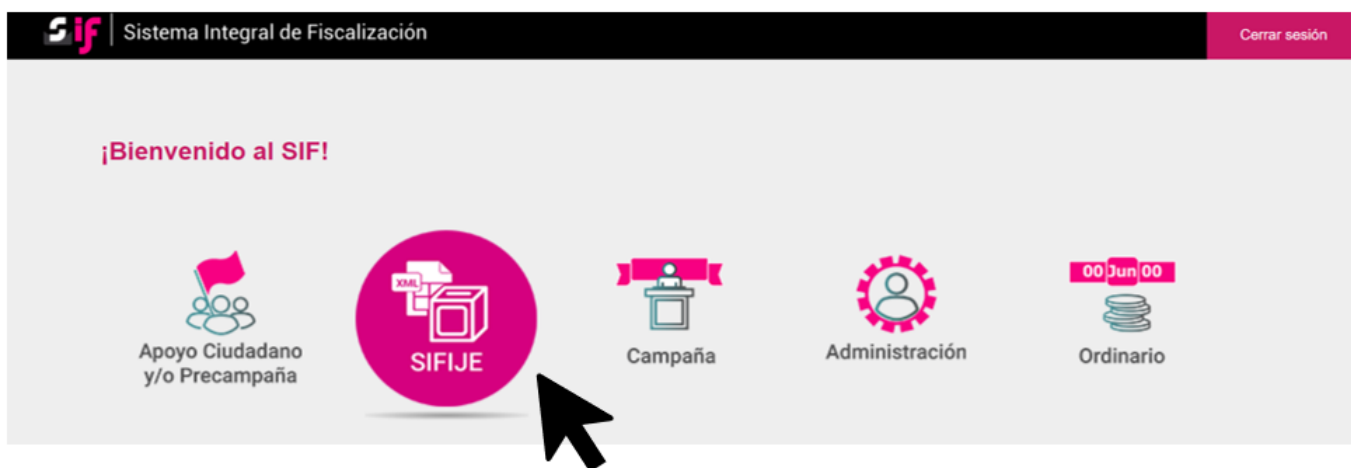 sif Sistema Integral de Fiscalización
Cerrar sesión
¡Bienvenido al SIF!
Apoyo Ciudadano
y/o Precampaña
XML
SIFIJE
Campaña
Administración
00 Jun 00
Ordinario